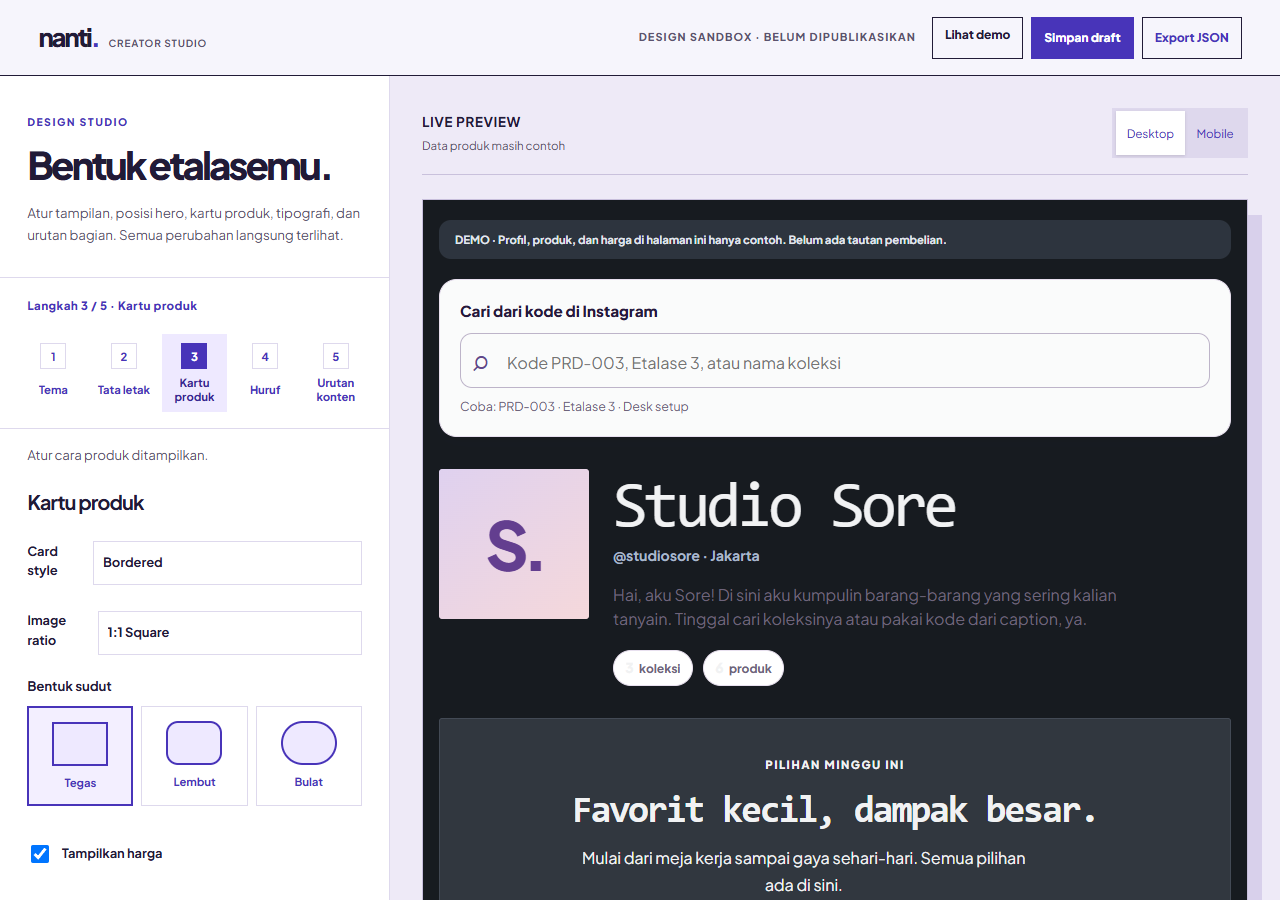 nanti. CREATOR STUDIO
DESIGN SANDBOX · BELUM DIPUBLIKASIKAN
Lihat demo
Simpan draft
Export JSON
DESIGN STUDIO
Bentuk etalasemu.
Atur tampilan, posisi hero, kartu produk, tipografi, dan
urutan bagian. Semua perubahan langsung terlihat.
Langkah 3 / 5 · Kartu produk
1
Tema
2
Tata letak
3
Kartu
produk
4
Huruf
5
Urutan
konten
Atur cara produk ditampilkan.
Kartu produk
Card
style
Bordered
Image
ratio
1:1 Square
Bentuk sudut
Tegas
Lembut
Bulat
Tampilkan harga
LIVE PREVIEW
Data produk masih contoh
Desktop
Mobile
DEMO · Profil, produk, dan harga di halaman ini hanya contoh. Belum ada tautan pembelian.
Cari dari kode di Instagram
Kode PRD-003, Etalase 3, atau nama koleksi
Coba: PRD-003 · Etalase 3 · Desk setup
S.
Studio Sore
@studiosore · Jakarta
Hai, aku Sore! Di sini aku kumpulin barang-barang yang sering kalian
tanyain. Tinggal cari koleksinya atau pakai kode dari caption, ya.
3 koleksi
6 produk
PILIHAN MINGGU INI
Favorit kecil, dampak besar.
Mulai dari meja kerja sampai gaya sehari-hari. Semua pilihan
ada di sini.